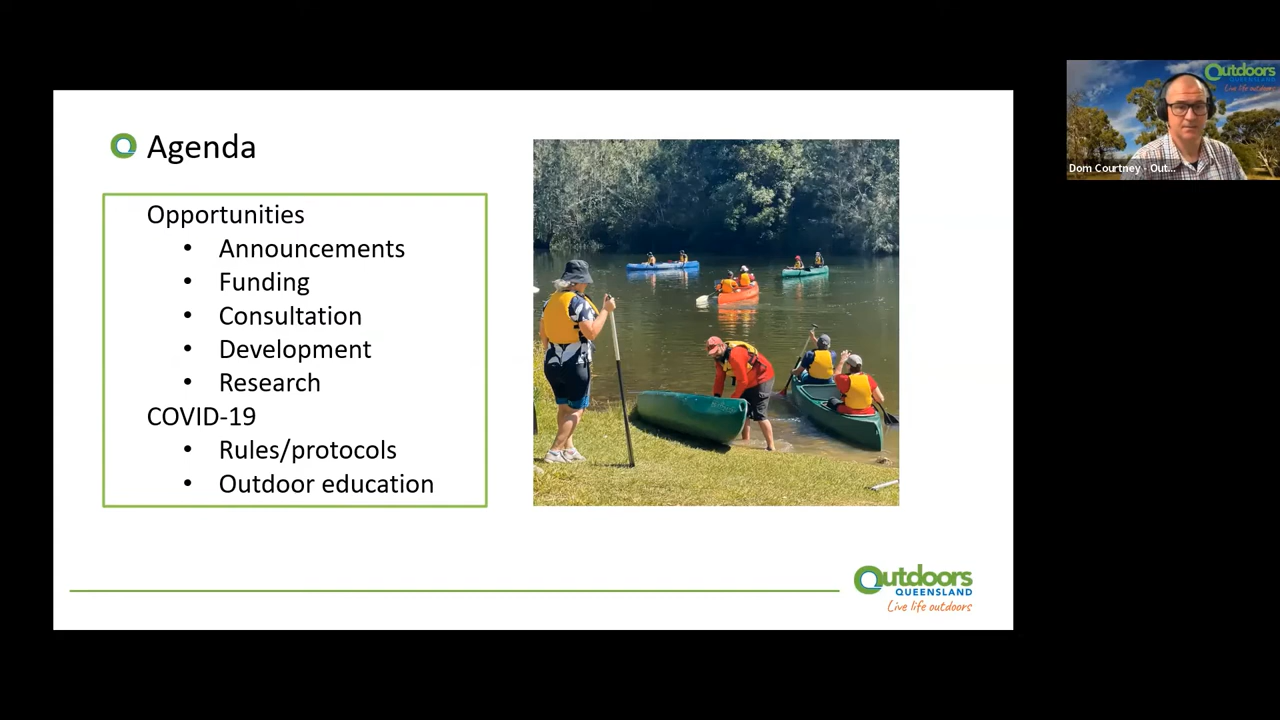 Agenda
Opportunities
• Announcements
• Funding
• Consultation
• Development
• Research
COVID-19
• Rules/protocols
• Outdoor education
Outdoors
QUEENSLAND
Live life outdoors
Outdoors
QUEENSLAND
Live life outdoors
Dom Courtney - Out...